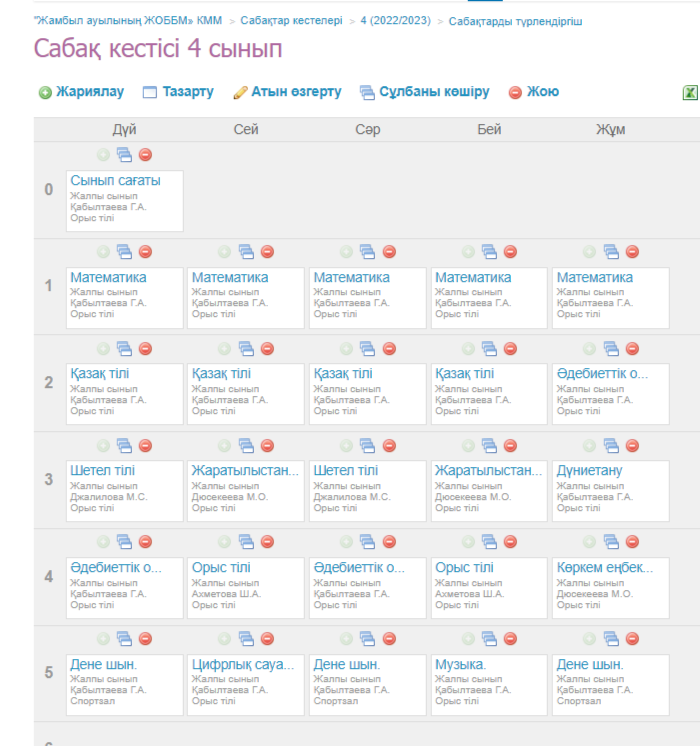 "Жамбыл ауылының ЖОББМ» КММ > Сабақтар кестелері > 4 (2022/2023) > Сабақтарды түрлендіргіш
Сабақ кестісі 4 сынып
Жариялау Тазарту Атын өзгерту Сұлбаны көшіру Жою
Дүй Сей Сәр Бей Жұм
0
Сынып сағаты
Жалпы сынып
Қабылтаева Г.А.
Орыс тілі
1
Математика Математика Математика Математика Математика
Жалпы сынып Жалпы сынып Жалпы сынып Жалпы сынып Жалпы сынып
Қабылтаева Г.А. Қабылтаева Г.А. Қабылтаева Г.А. Қабылтаева Г.А. Қабылтаева Г.А.
Орыс тілі Орыс тілі Орыс тілі Орыс тілі Орыс тілі
2
Қазақ тілі Қазақ тілі Қазақ тілі Қазақ тілі Әдебиеттік о...
Жалпы сынып Жалпы сынып Жалпы сынып Жалпы сынып Жалпы сынып
Қабылтаева Г.А. Қабылтаева Г.А. Қабылтаева Г.А. Қабылтаева Г.А. Қабылтаева Г.А.
Орыс тілі Орыс тілі Орыс тілі Орыс тілі Орыс тілі
3
Шетел тілі Жаратылыстан... Шетел тілі Жаратылыстан... Дүниетану
Жалпы сынып Жалпы сынып Жалпы сынып Жалпы сынып Жалпы сынып
Джалилова М.С. Дюсекеева М.О. Джалилова М.С. Дюсекеева М.О. Қабылтаева Г.А.
Орыс тілі Орыс тілі Орыс тілі Орыс тілі Орыс тілі
4
Әдебиеттік о... Орыс тілі Әдебиеттік о... Орыс тілі Көркем еңбек...
Жалпы сынып Жалпы сынып Жалпы сынып Жалпы сынып Жалпы сынып
Қабылтаева Г.А. Ахметова Ш.А. Қабылтаева Г.А. Ахметова Ш.А. Дюсекеева М.О.
Орыс тілі Орыс тілі Орыс тілі Орыс тілі Орыс тілі
5
Дене шын. Цифрлық сауа... Дене шын. Музыка. Дене шын.
Жалпы сынып Жалпы сынып Жалпы сынып Жалпы сынып Жалпы сынып
Қабылтаева Г.А. Қабылтаева Г.А. Қабылтаева Г.А. Қабылтаева Г.А. Қабылтаева Г.А.
Спортзал Орыс тілі Спортзал Орыс тілі Спортзал